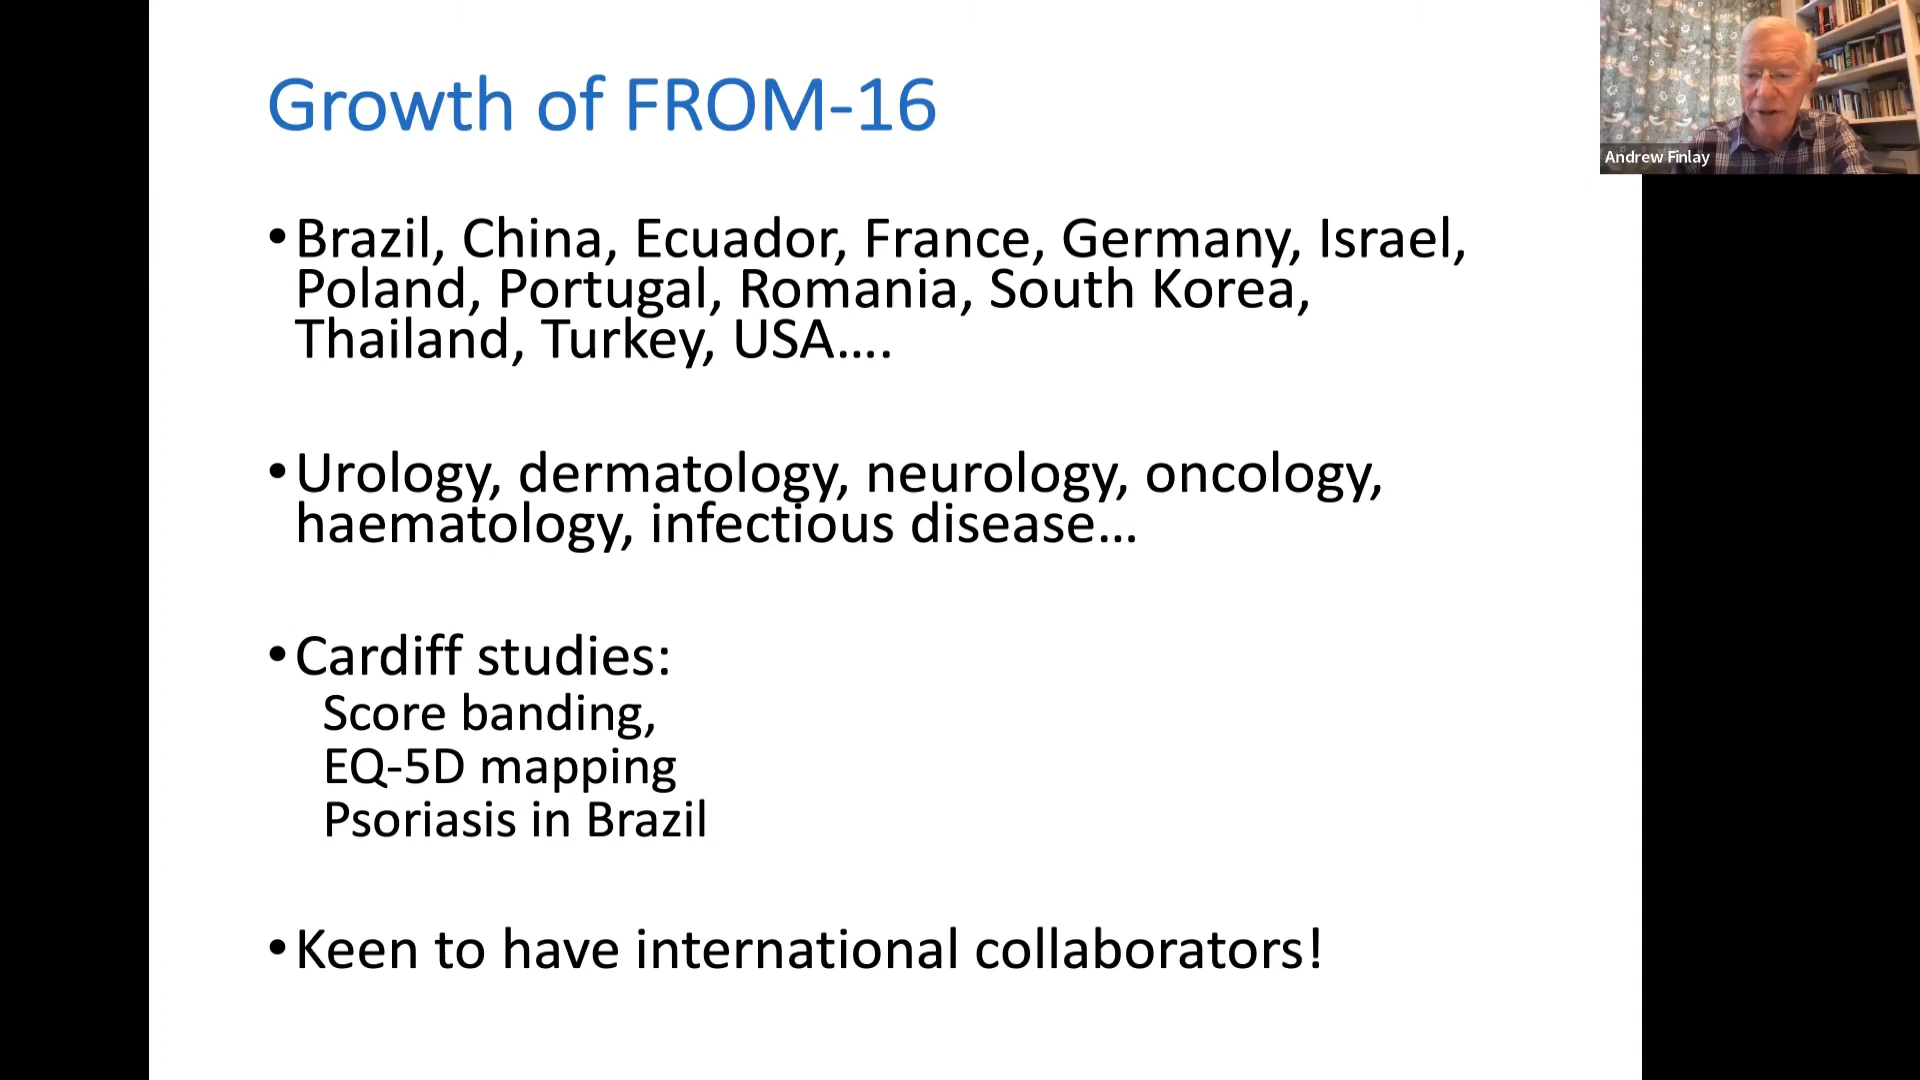 Growth of FROM-16
•Brazil, China, Ecuador, France, Germany, Israel,
Poland, Portugal, Romania, South Korea,
Thailand, Turkey, USA....
•Urology, dermatology, neurology, oncology,
haematology, infectious disease...
•Cardiff studies:
Score banding,
EQ-5D mapping
Psoriasis in Brazil
•Keen to have international collaborators!
Andrew Finlay